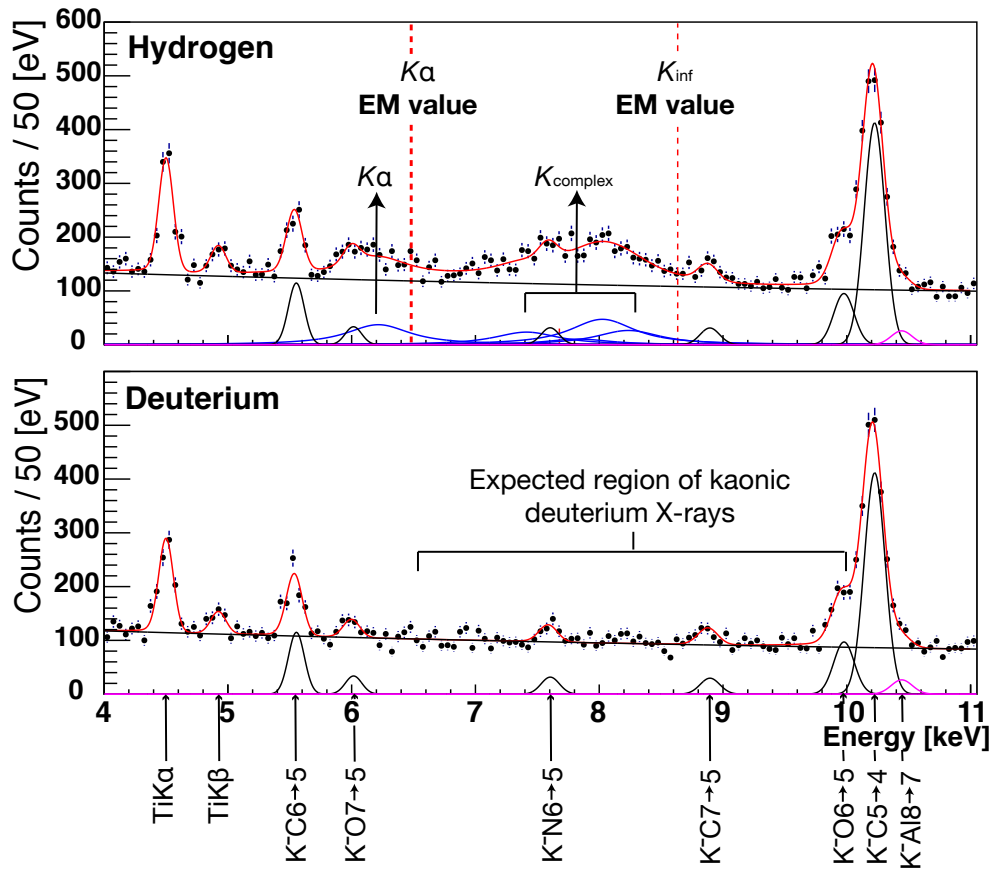 600
Hydrogen
Kα
EM value
Kinf
EM value
500
400
300
200
100
0
Kα
Kcomplex
Counts / 50 [eV]
Deuterium
500
400
300
200
100
0
Expected region of kaonic
deuterium X-rays
Counts / 50 [eV]
4 5 6 7 8 9 10 11
Energy [keV]
TiKα
TiKβ
K-C6→5
K-O7→5
K-N6→5
K-C7→5
K-O6→5
K-C5→4
K-Al8→7